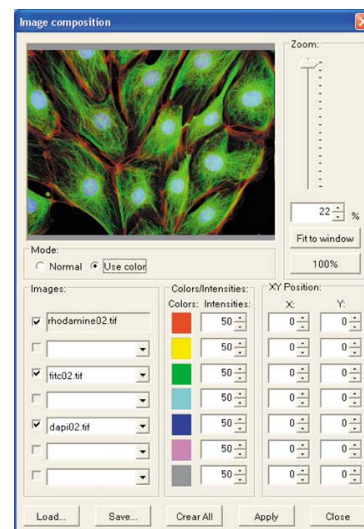 Image composition
Zoom:
22 %
Fit to window
100%
Mode:
Normal Use color
Images:
Colors/Intensities:
XY Position:
Colors: Intensities:
X: Y:
rhodamine02.tif
50 0 0
50 0 0
fitc02.tif
50 0 0
50 0 0
dapi02.tif
50 0 0
50 0 0
50 0 0
Load... Save... Crear All Apply Close